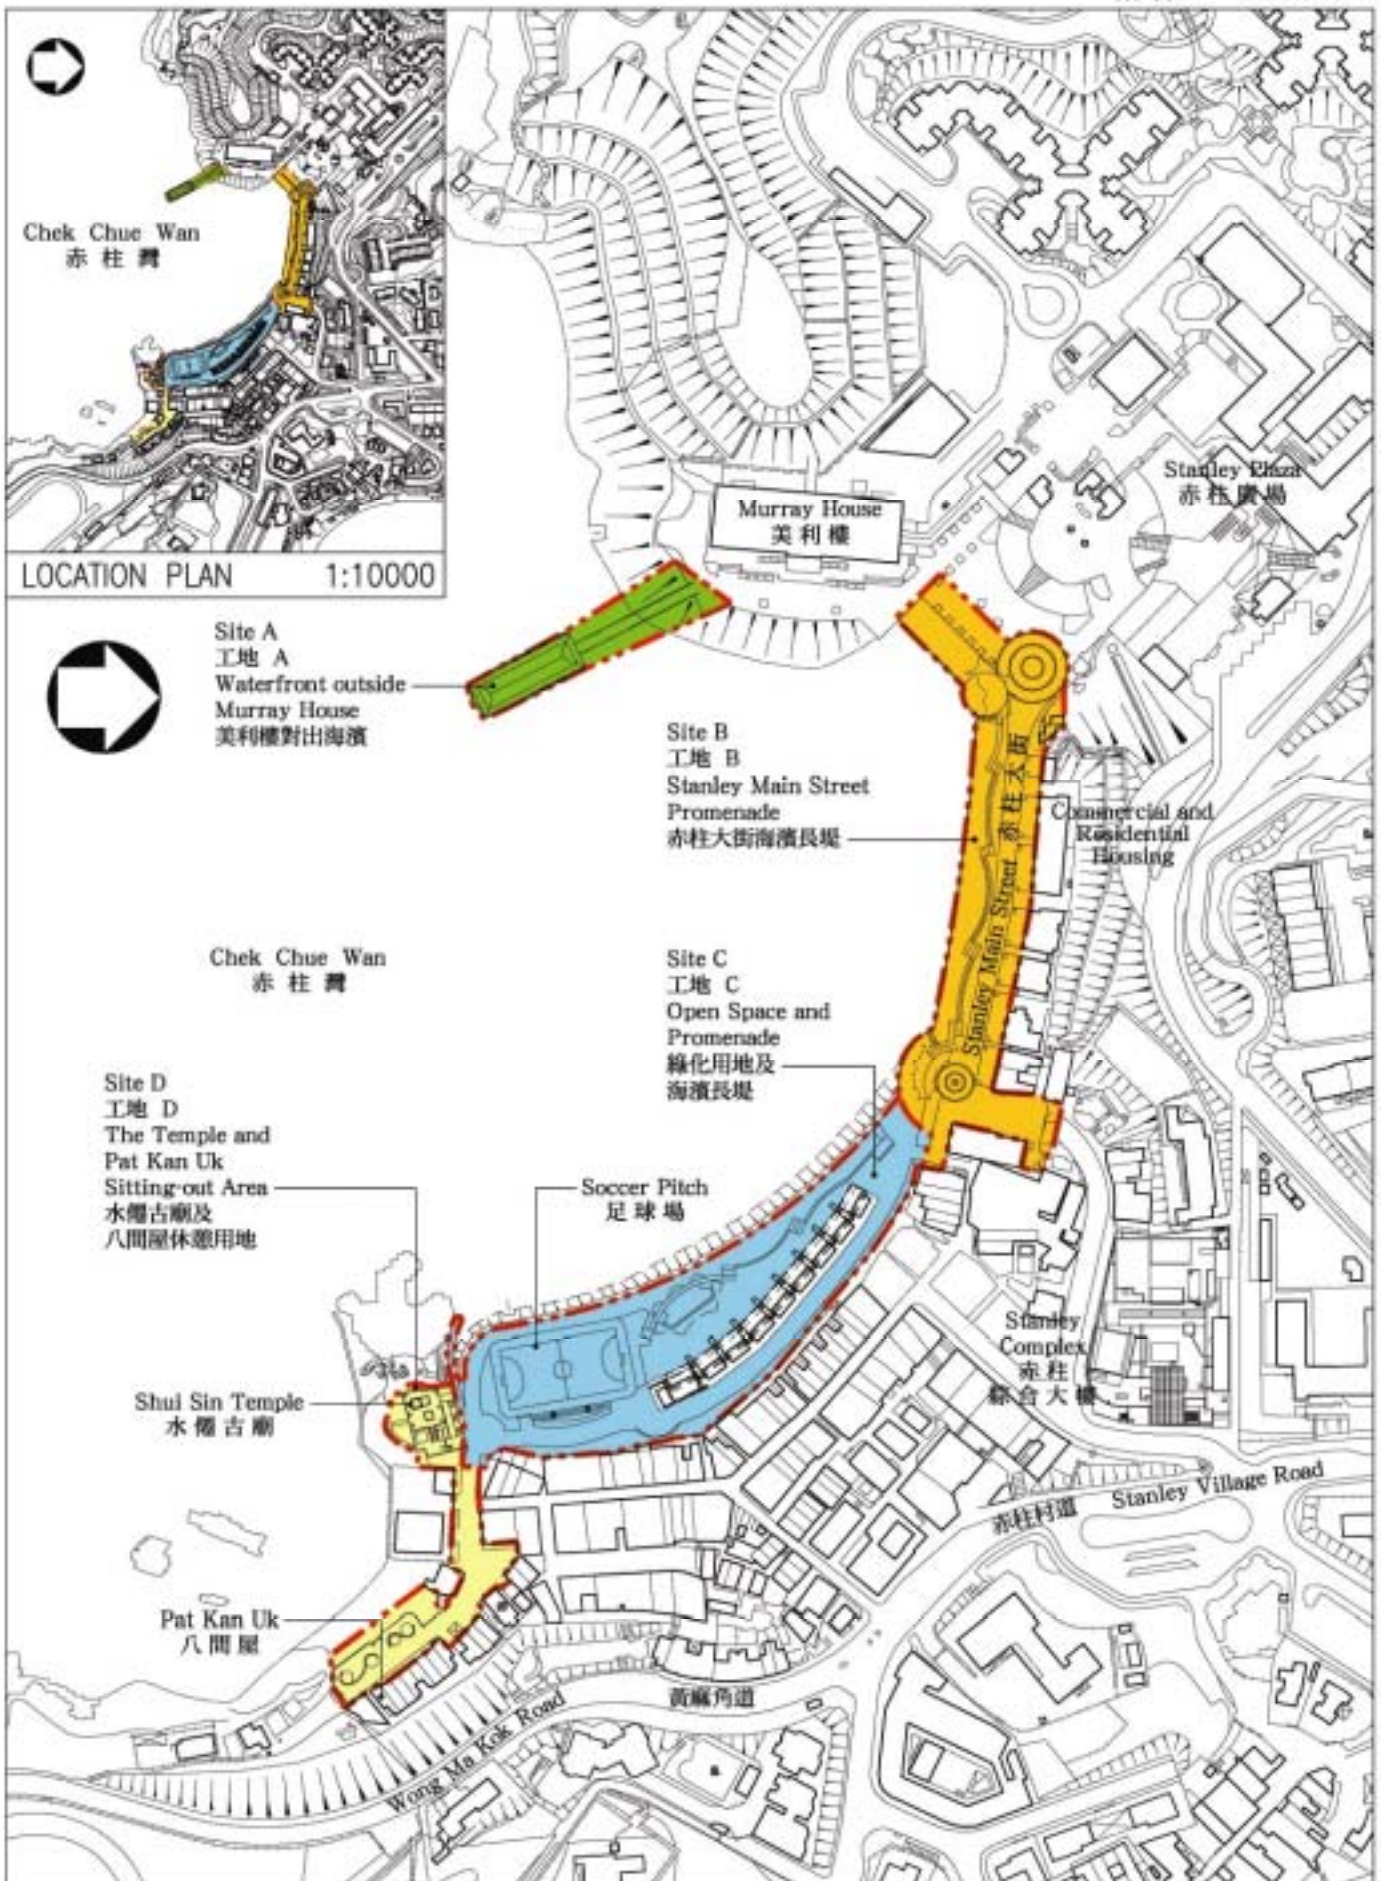 Chek Chue Wan
赤柱灣
LOCATION PLAN 1:10000
Murray House
美利樓
Stanley Plaza
赤柱廣場
Site A
工地 A
Waterfront outside
Murray House
美利樓對出海濱
Site B
工地 B
Stanley Main Street
Promenade
赤柱大街海濱長堤
赤柱大街
Stanley Main Street
Commercial and
Residential
Housing
Chek Chue Wan
赤柱灣
Site C
工地 C
Open Space and
Promenade
綠化用地及
海濱長堤
Site D
工地 D
The Temple and
Pat Kan Uk
Sitting-out Area
水僊古廟及
八間屋休憩用地
Soccer Pitch
足球場
Stanley
Complex
赤柱
綜合大樓
Shui Sin Temple
水僊古廟
Stanley Village Road
赤柱村道
Pat Kan Uk
八間屋
Wong Ma Kok Road
黃麻角道